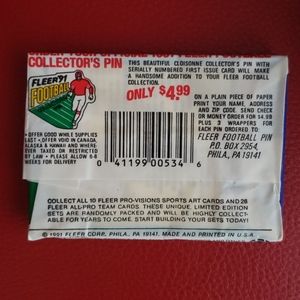 ORDER YOUR OFFICIAL 1991 FLEER FOOTBALL
COLLECTOR'S PIN
THIS BEAUTIFUL CLOISONNE COLLECTOR'S PIN WITH
SERIALLY NUMBERED FIRST ISSUE CARD WILL MAKE
A HANDSOME ADDITION TO YOUR FLEER FOOTBALL
COLLECTION.
FLEER '91
FOOTBALL
ONLY $4.99
ON A PLAIN PIECE OF PAPER
PRINT YOUR NAME, ADDRESS
AND ZIP CODE. SEND CHECK
OR MONEY ORDER FOR $4.99
PLUS 3 WRAPPERS FOR
EACH PIN ORDERED TO:
FLEER FOOTBALL PIN
P.O. BOX 2954,
PHILA., PA 19141
• OFFER GOOD WHILE SUPPLIES
LAST • OFFER VOID IN CANADA,
ALASKA & HAWAII AND WHERE-
EVER TAXED OR RESTRICTED
BY LAW • PLEASE ALLOW 6-8
WEEKS FOR DELIVERY
0 41199 00534 6
COLLECT ALL 10 FLEER PRO-VISIONS SPORTS ART CARDS AND 26
FLEER ALL-PRO TEAM CARDS. THESE UNIQUE, LIMITED EDITION
SETS ARE RANDOMLY PACKED AND WILL BE HIGHLY COLLECT-
ABLE FOR YEARS TO COME. START BUILDING YOUR SETS TODAY!
© 1991 FLEER CORP. PHILA., PA 19141. MADE AND PRINTED IN U.S.A.